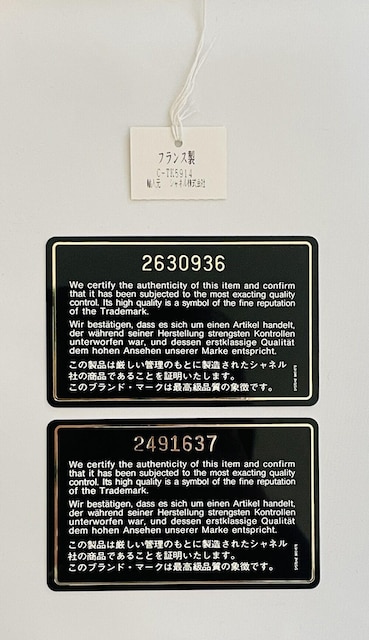 フランス製
C-TK5914
輸入元 シャネル株式会社
2630936
We certify the authenticity of this item and confirm
that it has been subjected to the most exacting quality
control. Its high quality is a symbol of the fine reputation
of the Trademark.
Wir bestätigen, dass es sich um einen Artikel handelt,
der während seiner Herstellung strengsten Kontrollen
unterworfen war, und dessen erstklassige Qualität
dem hohen Ansehen unserer Marke entspricht.
この製品は厳しい管理のもとに製造されたシャネル
社の商品であることを証明いたします。
このブランド・マークは最高級品質の象徴です。
2491637
We certify the authenticity of this item and confirm
that it has been subjected to the most exacting quality
control. Its high quality is a symbol of the fine reputation
of the Trademark.
Wir bestätigen, dass es sich um einen Artikel handelt,
der während seiner Herstellung strengsten Kontrollen
unterworfen war, und dessen erstklassige Qualität
dem hohen Ansehen unserer Marke entspricht.
この製品は厳しい管理のもとに製造されたシャネル
社の商品であることを証明いたします。
このブランド・マークは最高級品質の象徴です。